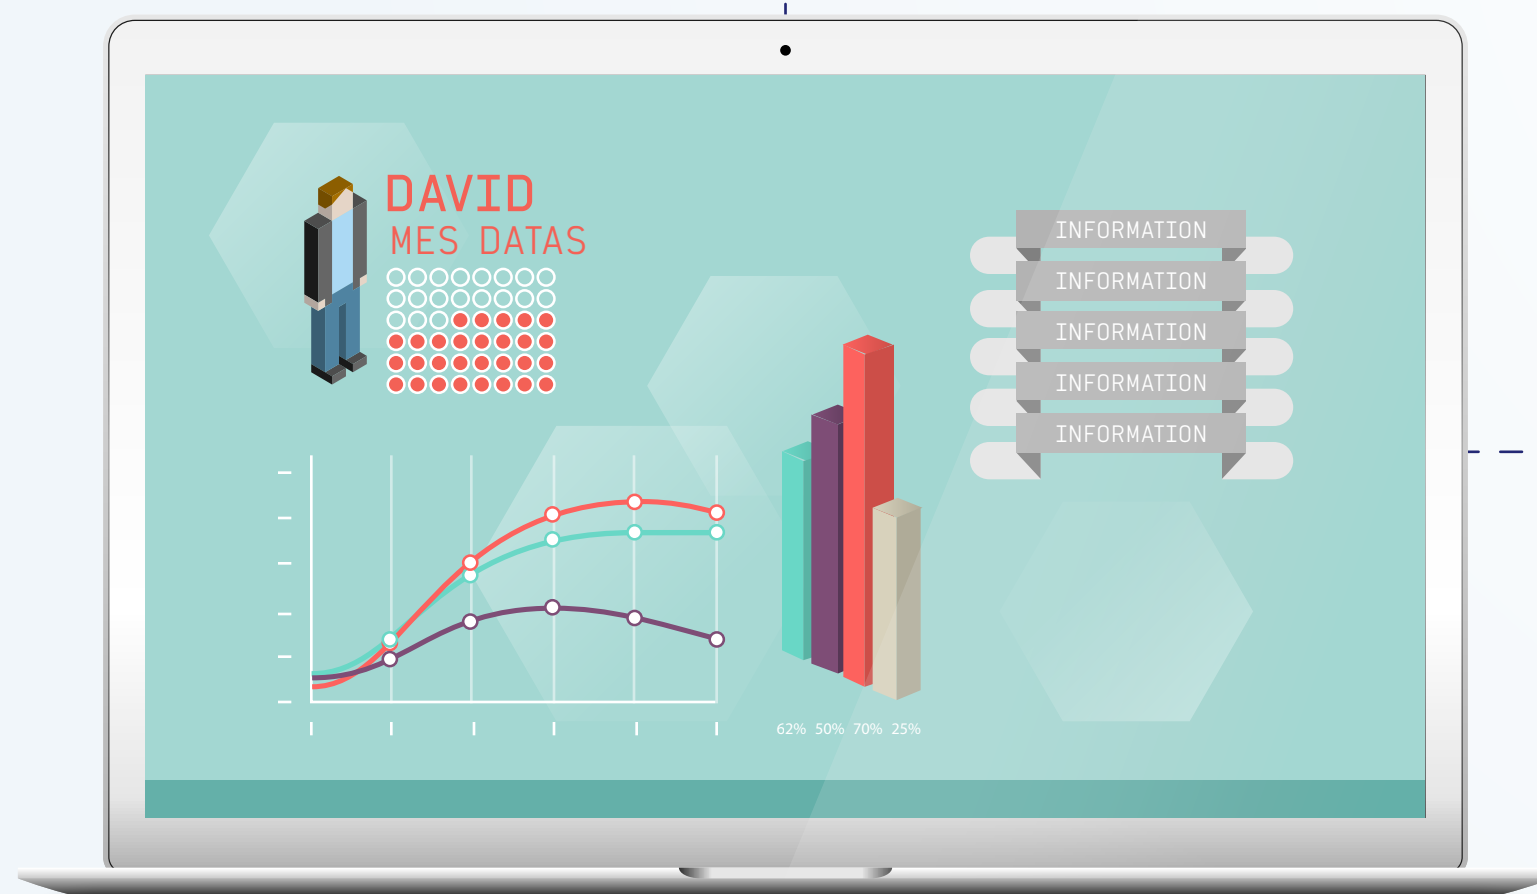 DAVID
MES DATAS
INFORMATION
INFORMATION
INFORMATION
INFORMATION
INFORMATION
62% 50% 70% 25%